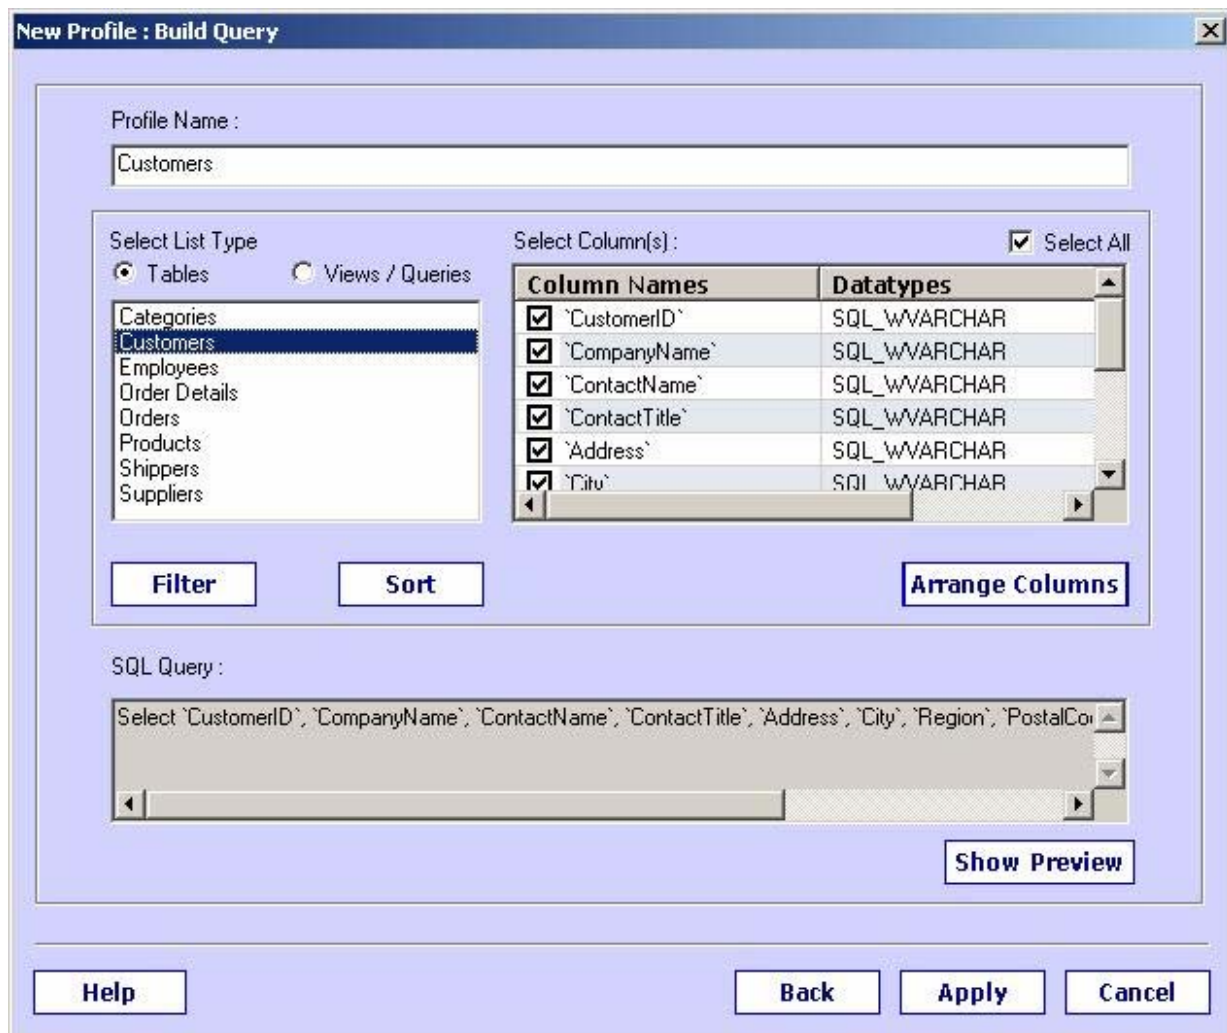 New Profile : Build Query
Profile Name :
Customers
Select List Type
Tables
Views / Queries
Categories
Customers
Employees
Order Details
Orders
Products
Shippers
Suppliers
Select Column(s) :
Select All
Column Names Datatypes
`CustomerID` SQL_WVARCHAR
`CompanyName` SQL_WVARCHAR
`ContactName` SQL_WVARCHAR
`ContactTitle` SQL_WVARCHAR
`Address` SQL_WVARCHAR
`City` SQL_WVARCHAR
Filter
Sort
Arrange Columns
SQL Query :
Select `CustomerID`, `CompanyName`, `ContactName`, `ContactTitle`, `Address`, `City`, `Region`, `PostalCo
Show Preview
Help
Back
Apply
Cancel